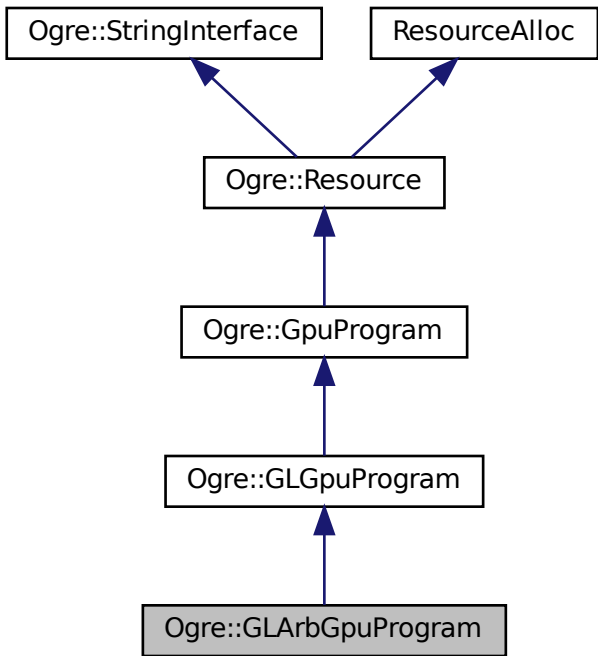 Ogre::StringInterface
ResourceAlloc
Ogre::Resource
Ogre::GpuProgram
Ogre::GLGpuProgram
Ogre::GLArbGpuProgram